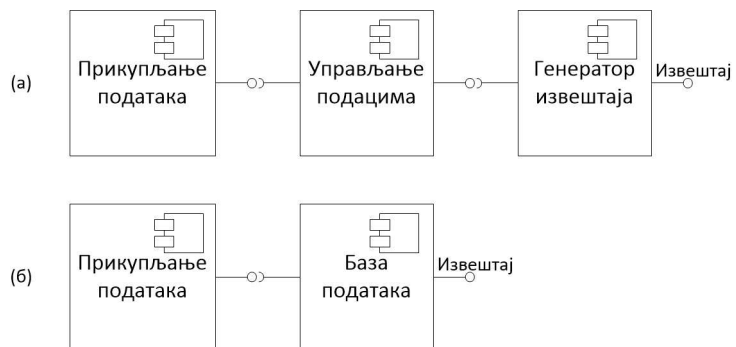 (а)
Прикупљање
података
Управљање
подацима
Генератор
извештаја
Извештај
(б)
Прикупљање
података
База
података
Извештај